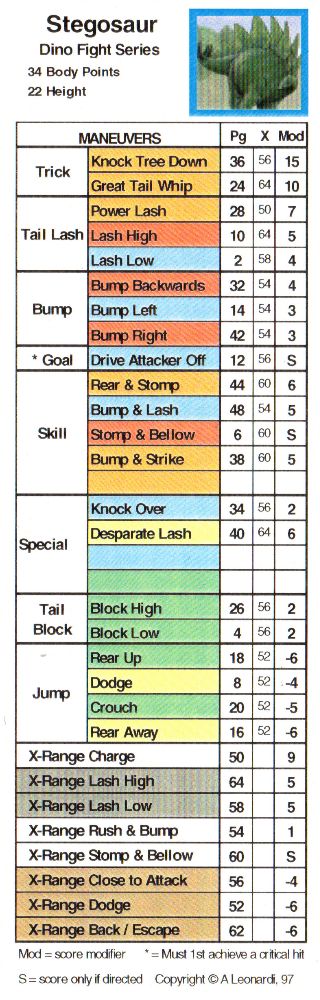 Stegosaur
Dino Fight Series
34 Body Points
22 Height
MANEUVERS Pg X Mod
Trick
Knock Tree Down 36 56 15
Great Tail Whip 24 64 10
Tail Lash
Power Lash 28 50 7
Lash High 10 64 5
Lash Low 2 58 4
Bump
Bump Backwards 32 54 4
Bump Left 14 54 3
Bump Right 42 54 3
* Goal Drive Attacker Off 12 56 S
Skill
Rear & Stomp 44 60 6
Bump & Lash 48 54 5
Stomp & Bellow 6 60 S
Bump & Strike 38 60 5
Special
Knock Over 34 56 2
Desparate Lash 40 64 6
Tail Block
Block High 26 56 2
Block Low 4 56 2
Jump
Rear Up 18 52 -6
Dodge 8 52 -4
Crouch 20 52 -5
Rear Away 16 52 -6
X-Range Charge 50 9
X-Range Lash High 64 5
X-Range Lash Low 58 5
X-Range Rush & Bump 54 1
X-Range Stomp & Bellow 60 S
X-Range Close to Attack 56 -4
X-Range Dodge 52 -6
X-Range Back / Escape 62 -6
Mod = score modifier * = Must 1st achieve a critical hit
S = score only if directed Copyright © A Leonardi, 97